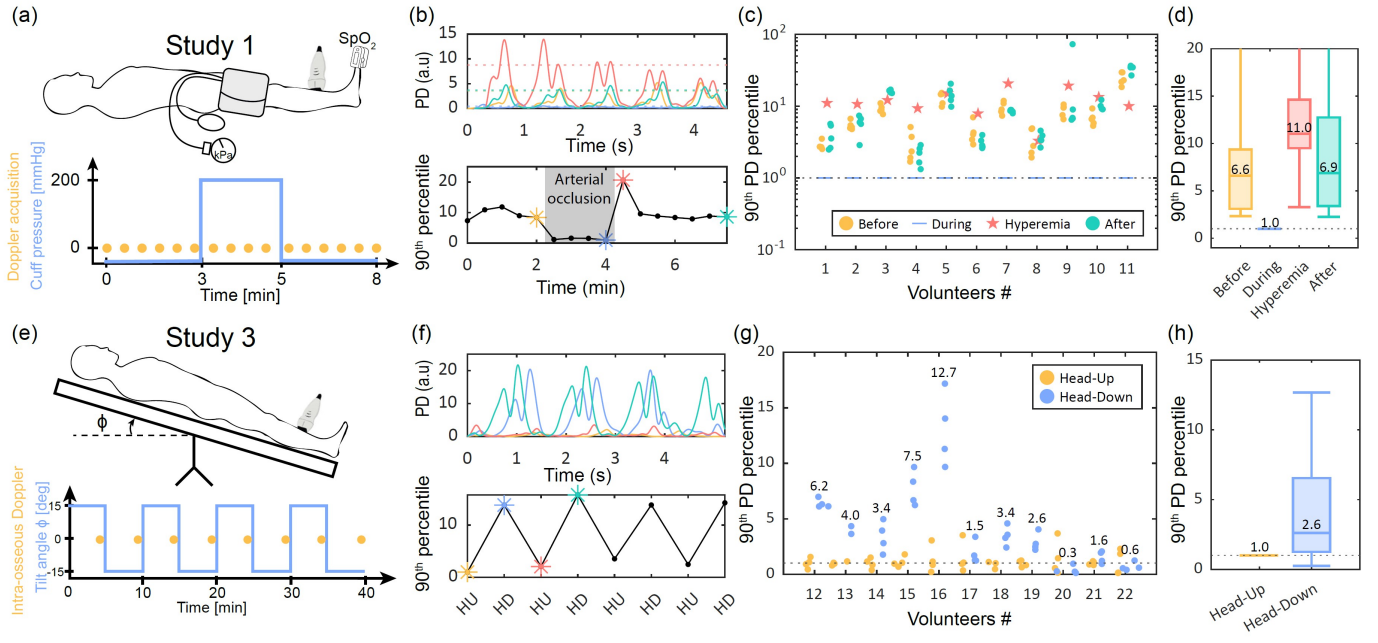 (a)
Study 1
SpO2
kPa
Doppler acquisition
Cuff pressure [mmHg]
200
0
0 3 5 8
Time [min]
(b)
PD (a.u)
15
10
5
0
0 1 2 3 4
Time (s)
90th percentile
20
10
0
Arterial
occlusion
0 2 4 6
Time (min)
(c)
90th PD percentile
10^2
10^1
10^0
10^-1
Before During Hyperemia After
1 2 3 4 5 6 7 8 9 10 11
Volunteers #
(d)
90th PD percentile
20
15
10
5
0
6.6
1.0
11.0
6.9
Before
During
Hyperemia
After
(e)
Study 3
ϕ
Intra-osseous Doppler
Tilt angle ϕ [deg]
15
0
-15
0 10 20 30 40
Time [min]
(f)
PD (a.u)
20
10
0
0 1 2 3 4
Time (s)
90th percentile
10
0
HU HD HU HD HU HD HU HD
(g)
90th PD percentile
20
15
10
5
0
Head-Up
Head-Down
6.2
4.0
3.4
7.5
12.7
1.5
3.4
2.6
0.3
1.6
0.6
12 13 14 15 16 17 18 19 20 21 22
Volunteers #
(h)
90th PD percentile
15
10
5
0
1.0
2.6
Head-Up
Head-Down